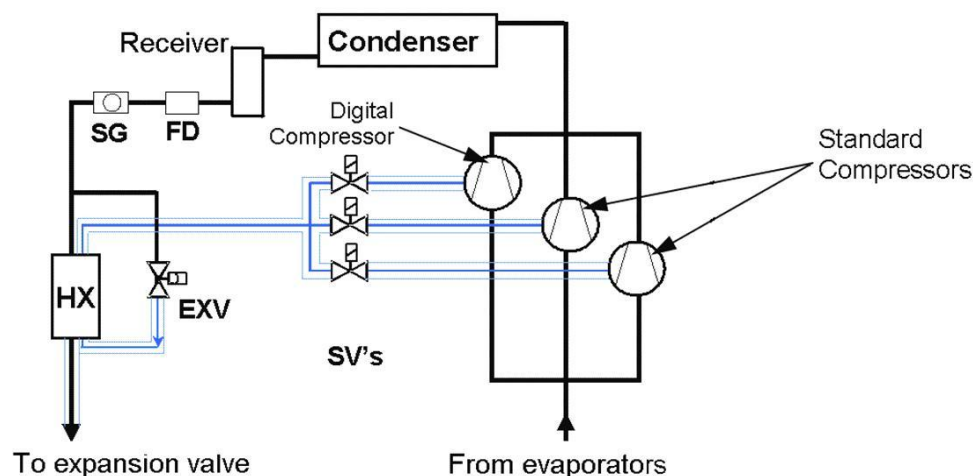 Receiver
Condenser
SG
FD
Digital
Compressor
Standard
Compressors
HX
EXV
SV's
To expansion valve
From evaporators